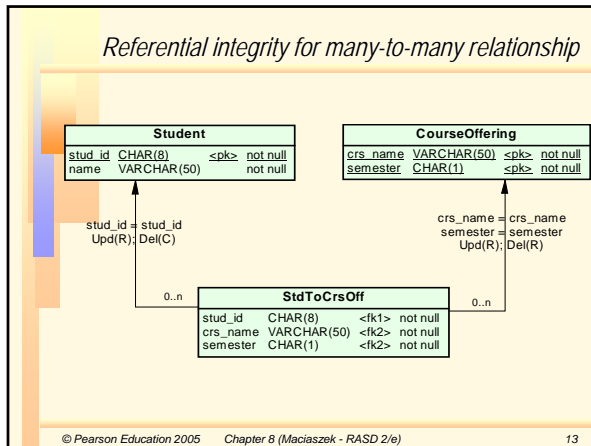 Referential integrity for many-to-many relationship
Student
stud_id CHAR(8) <pk> not null
name VARCHAR(50) not null
CourseOffering
crs_name VARCHAR(50) <pk> not null
semester CHAR(1) <pk> not null
stud_id = stud_id
Upd(R); Del(C)
crs_name = crs_name
semester = semester
Upd(R); Del(R)
0..n
0..n
StdToCrsOff
stud_id CHAR(8) <fk1> not null
crs_name VARCHAR(50) <fk2> not null
semester CHAR(1) <fk2> not null
© Pearson Education 2005 Chapter 8 (Maciaszek - RASD 2/e) 13